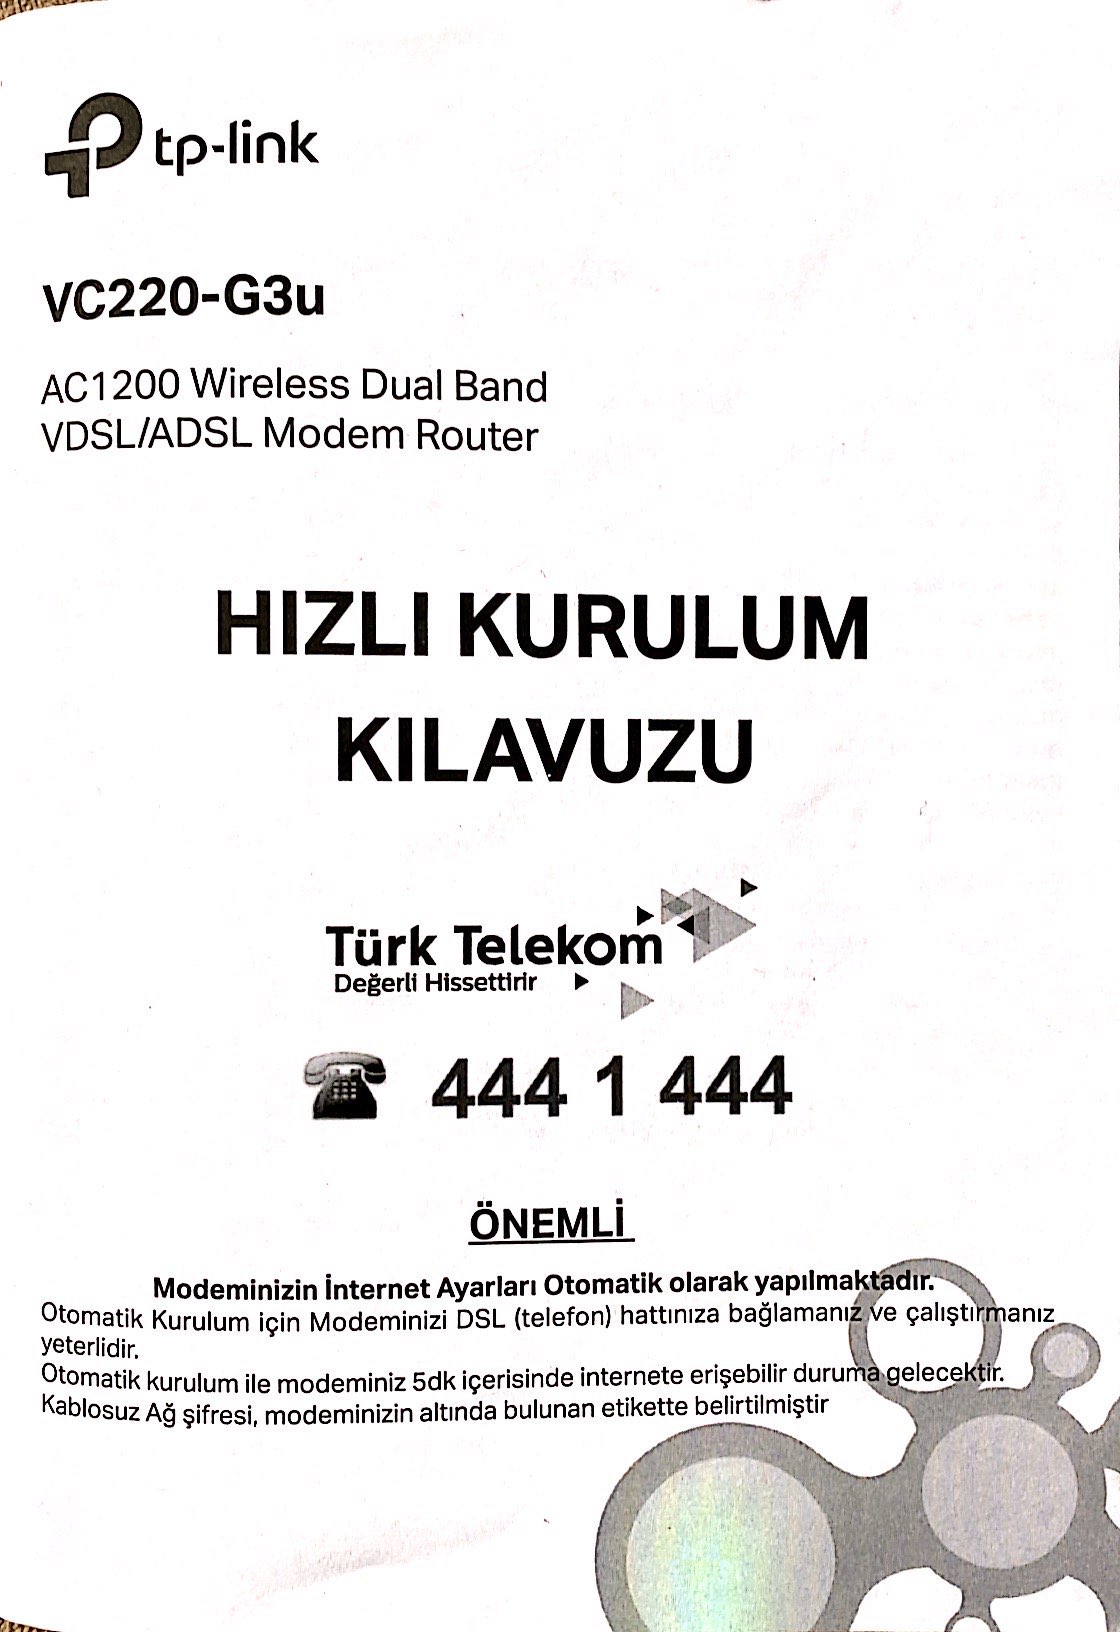 tp-link
VC220-G3u
AC1200 Wireless Dual Band
VDSL/ADSL Modem Router
HIZLI KURULUM
KILAVUZU
Türk Telekom
Değerli Hissettirir
444 1 444
ÖNEMLİ
Modeminizin İnternet Ayarları Otomatik olarak yapılmaktadır.
Otomatik Kurulum için Modeminizi DSL (telefon) hattınıza bağlamanız ve çalıştırmanız
yeterlidir.
Otomatik kurulum ile modeminiz 5dk içerisinde internete erişebilir duruma gelecektir.
Kablosuz Ağ şifresi, modeminizin altında bulunan etikette belirtilmiştir